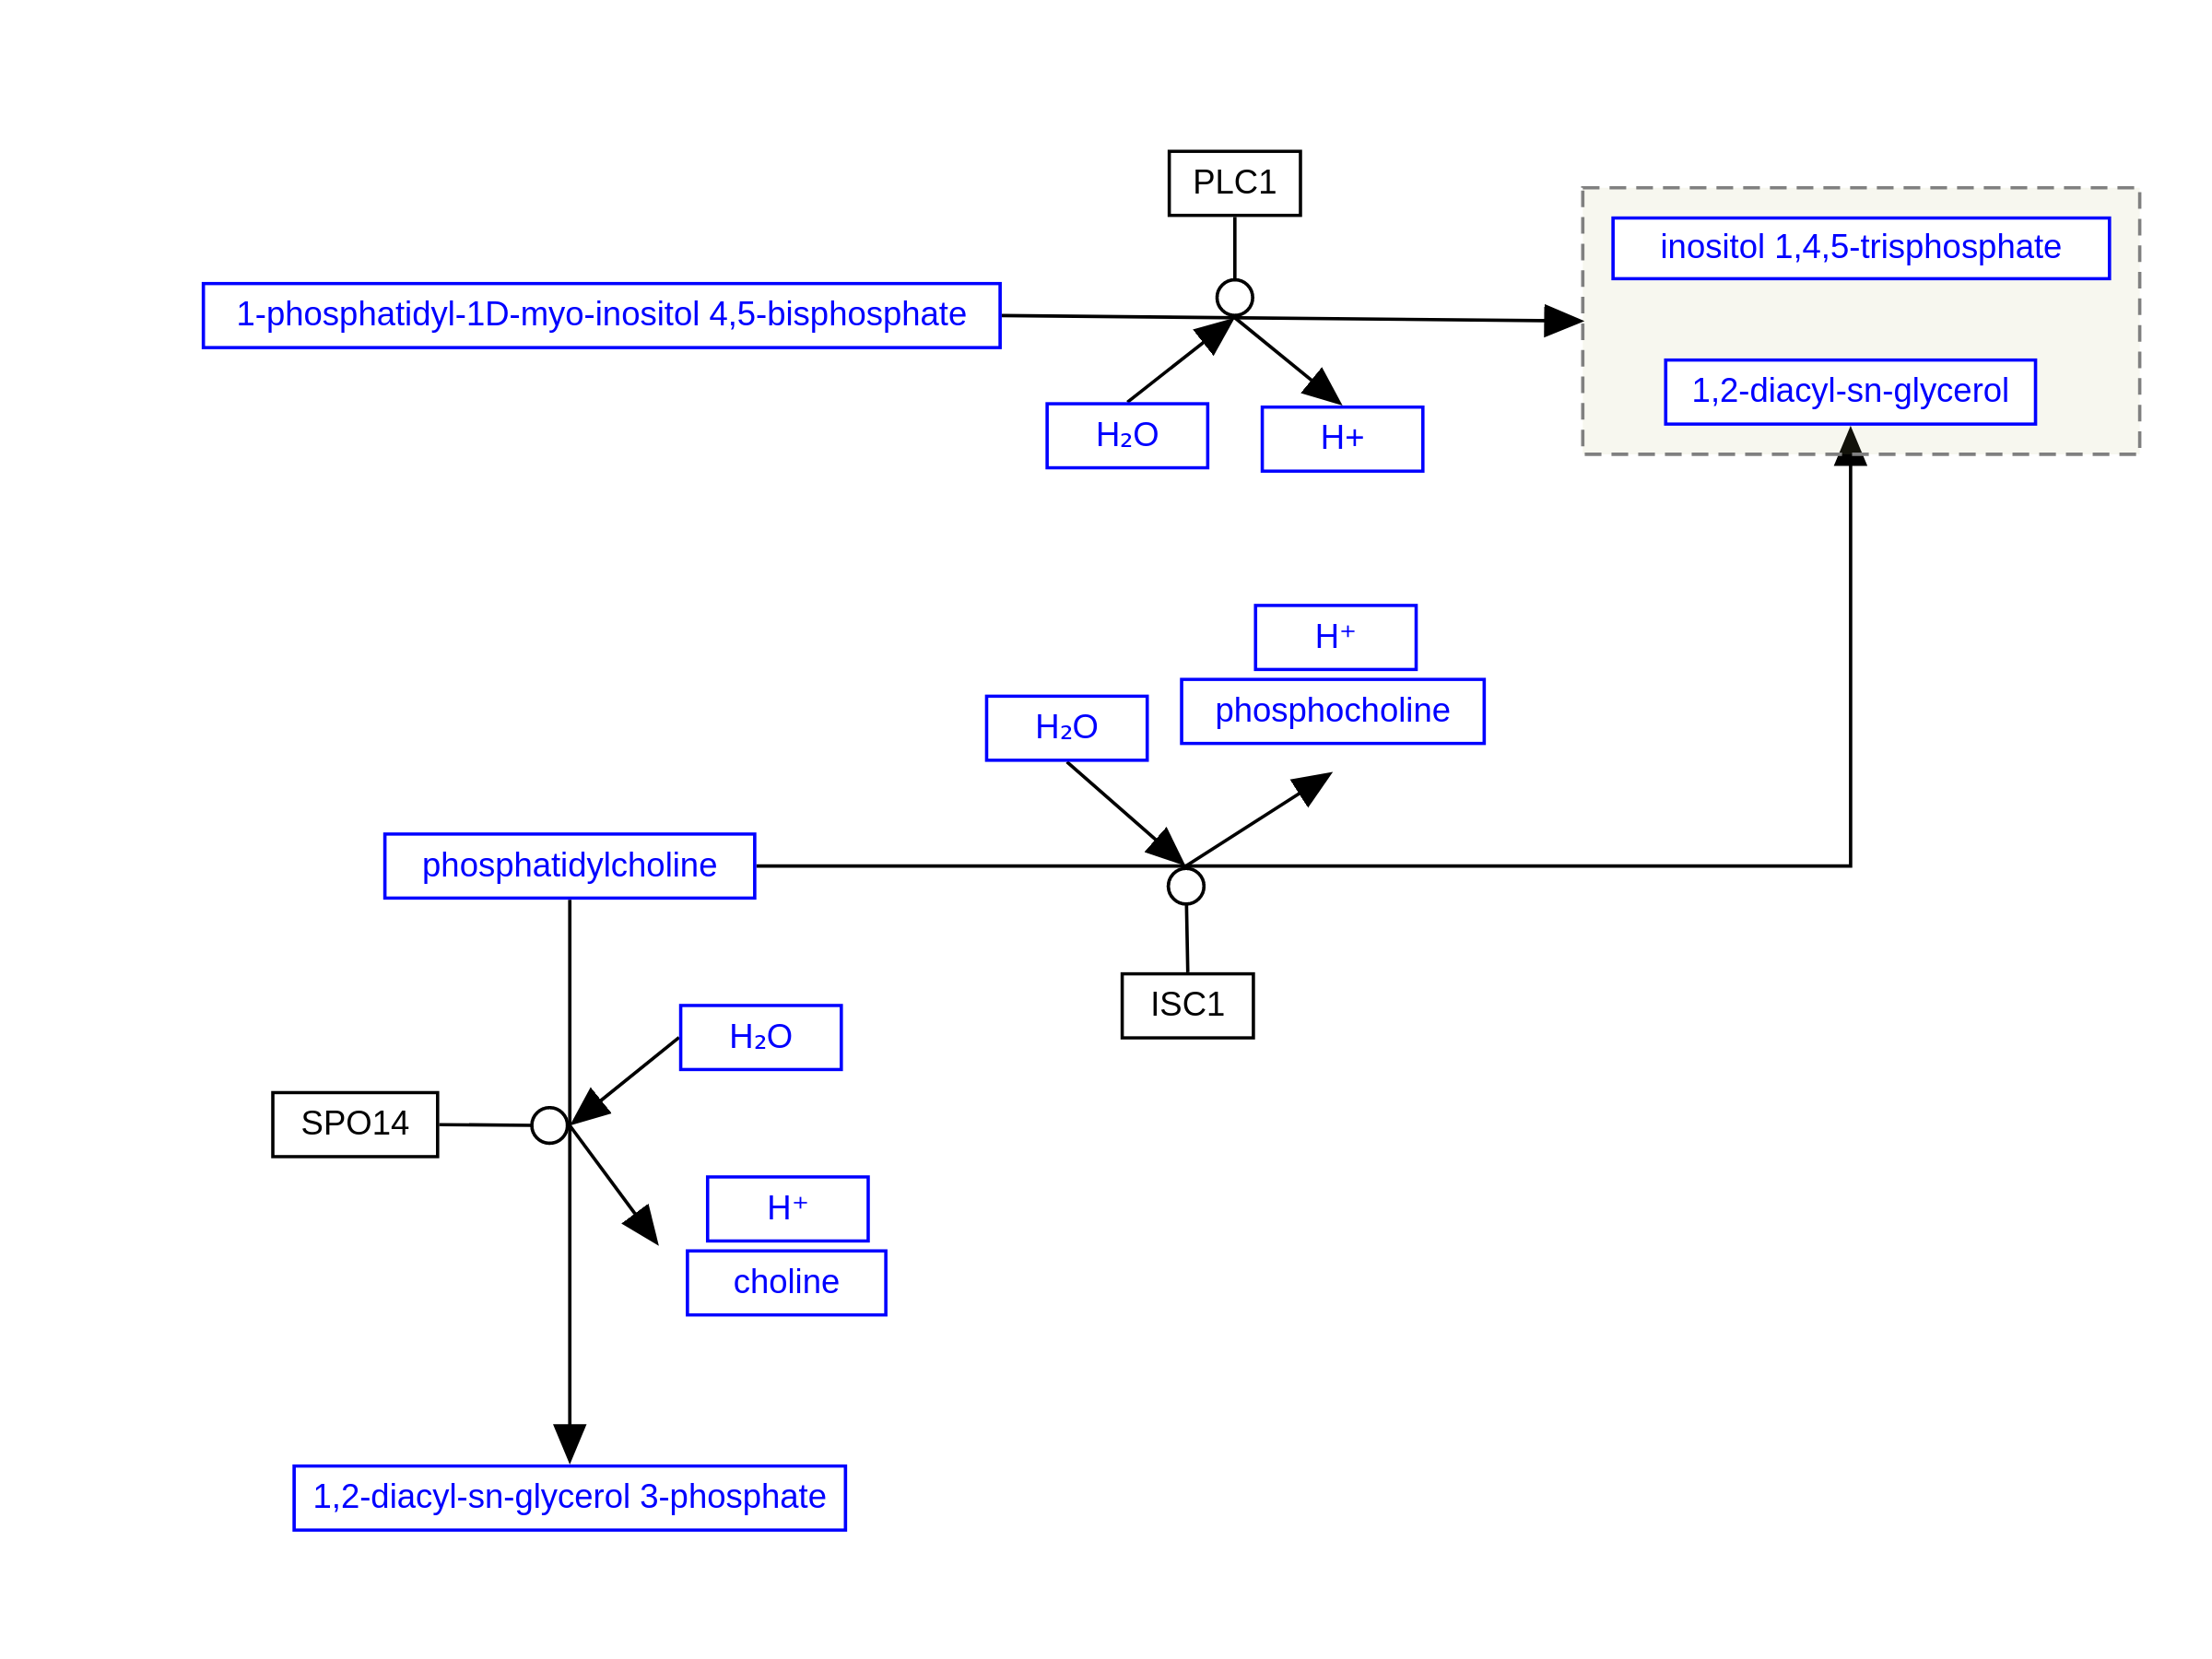 PLC1
inositol 1,4,5-trisphosphate
1-phosphatidyl-1D-myo-inositol 4,5-bisphosphate
1,2-diacyl-sn-glycerol
H₂O
H+
H⁺
phosphocholine
H₂O
phosphatidylcholine
ISC1
H₂O
SPO14
H⁺
choline
1,2-diacyl-sn-glycerol 3-phosphate